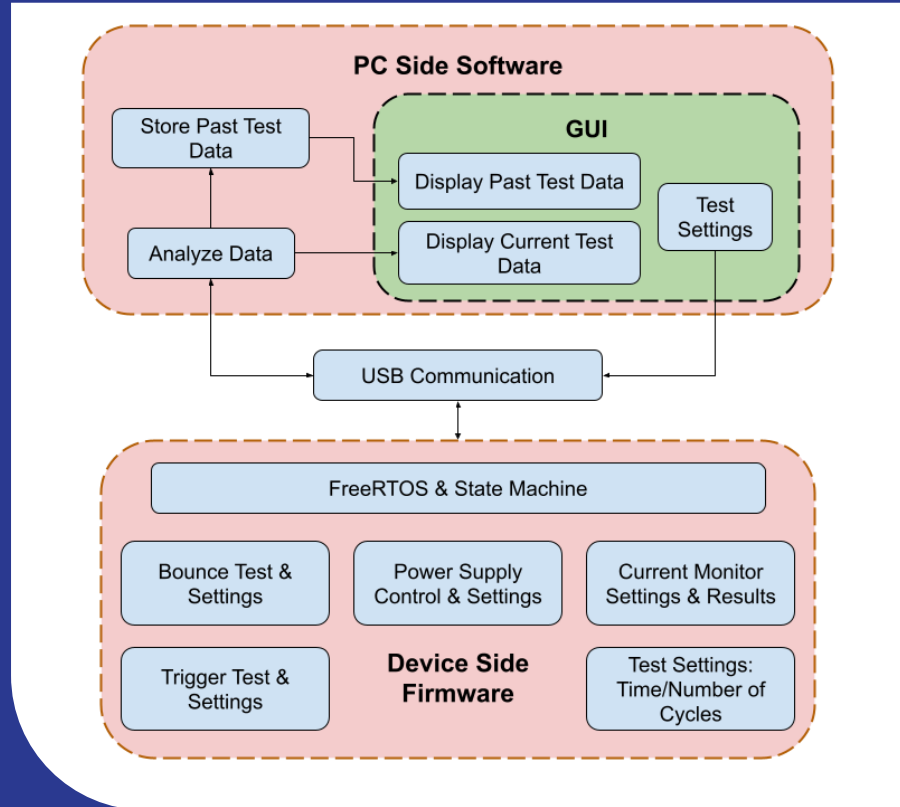 PC Side Software
Store Past Test
Data
GUI
Display Past Test Data
Test
Settings
Analyze Data
Display Current Test
Data
USB Communication
FreeRTOS & State Machine
Bounce Test &
Settings
Power Supply
Control & Settings
Current Monitor
Settings & Results
Trigger Test &
Settings
Device Side
Firmware
Test Settings:
Time/Number of
Cycles